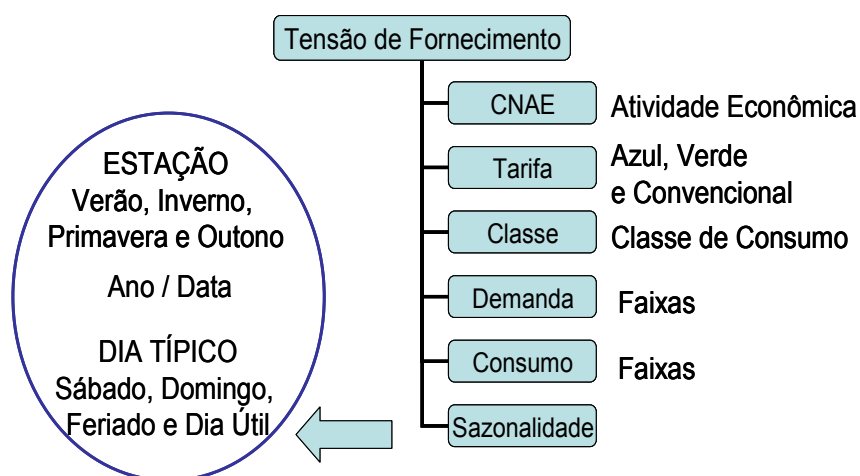 Tensão de Fornecimento
CNAE
Atividade Econômica
Tarifa
Azul, Verde
e Convencional
Classe
Classe de Consumo
Demanda
Faixas
Consumo
Faixas
Sazonalidade
ESTAÇÃO
Verão, Inverno,
Primavera e Outono
Ano / Data
DIA TÍPICO
Sábado, Domingo,
Feriado e Dia Útil